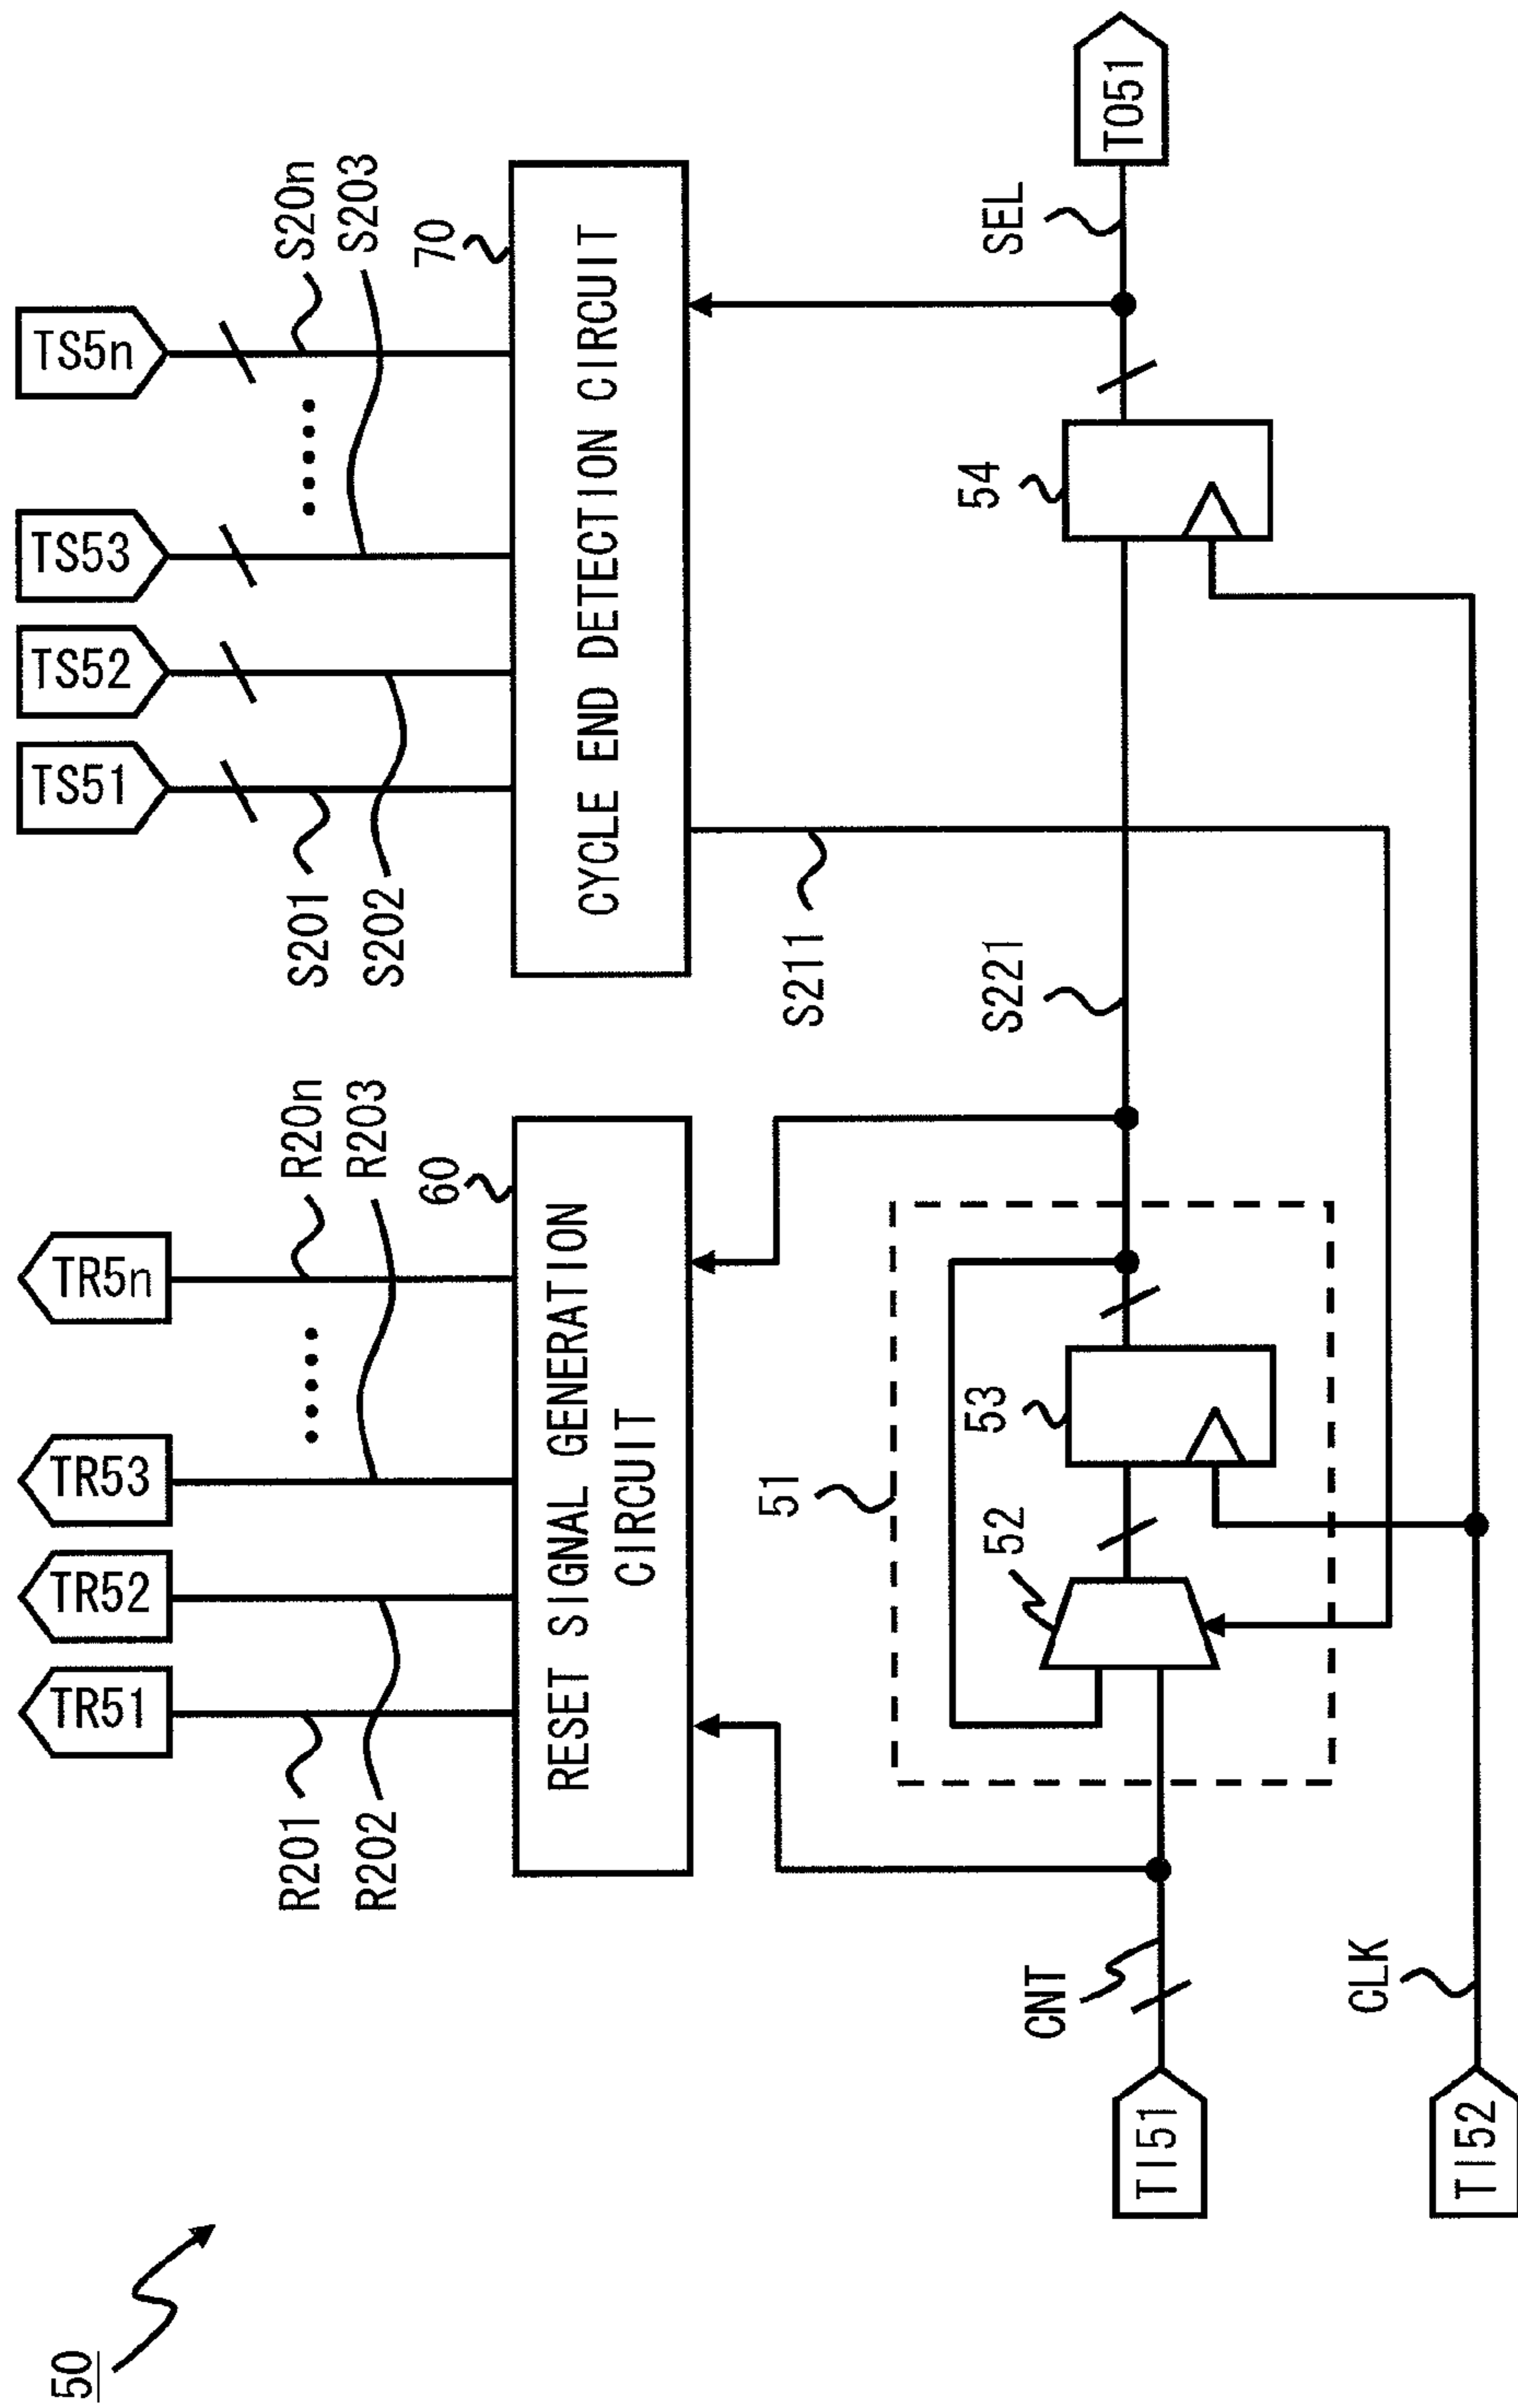 50
TR51
TR52
TR53
TR5n
TS51
TS52
TS53
TS5n
R201
R202
R20n
R203
S201
S202
S20n
S203
60
70
RESET SIGNAL GENERATION
CIRCUIT
CYCLE END DETECTION CIRCUIT
S211
51
52
53
54
S221
SEL
CNT
TI51
TO51
CLK
TI52